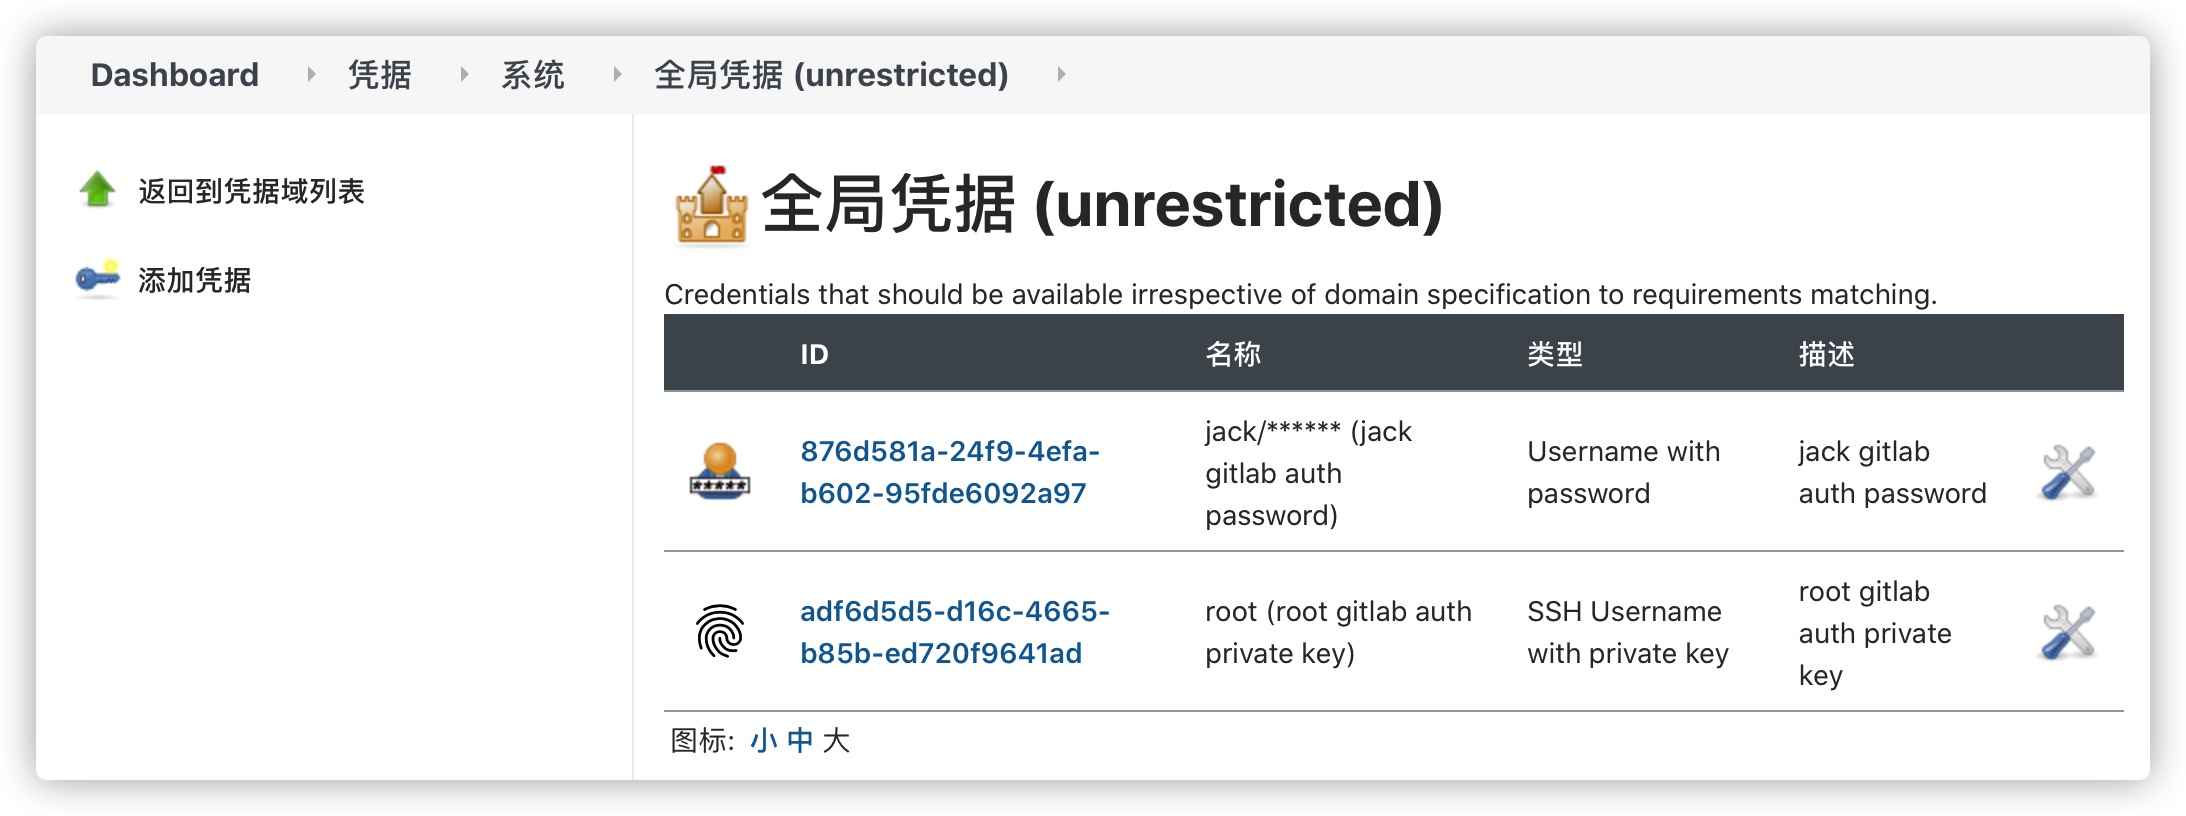 Dashboard 凭据 系统 全局凭据 (unrestricted)
返回到凭据域列表
添加凭据
全局凭据 (unrestricted)
Credentials that should be available irrespective of domain specification to requirements matching.
ID 名称 类型 描述
876d581a-24f9-4efa-
b602-95fde6092a97
jack/****** (jack
gitlab auth
password)
Username with
password
jack gitlab
auth password
adf6d5d5-d16c-4665-
b85b-ed720f9641ad
root (root gitlab auth
private key)
SSH Username
with private key
root gitlab
auth private
key
图标: 小 中 大